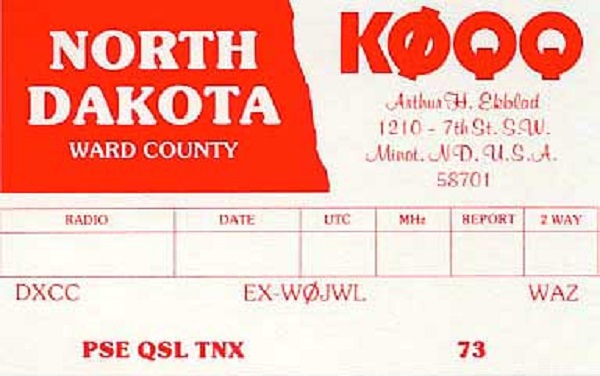 NORTH
DAKOTA
WARD COUNTY
KØQQ
Arthur H. Ekblad
1210 - 7th St. S.W.
Minot, N.D. U.S.A.
58701
RADIO DATE UTC MHz REPORT 2 WAY
DXCC EX-WØJWL WAZ
PSE QSL TNX 73